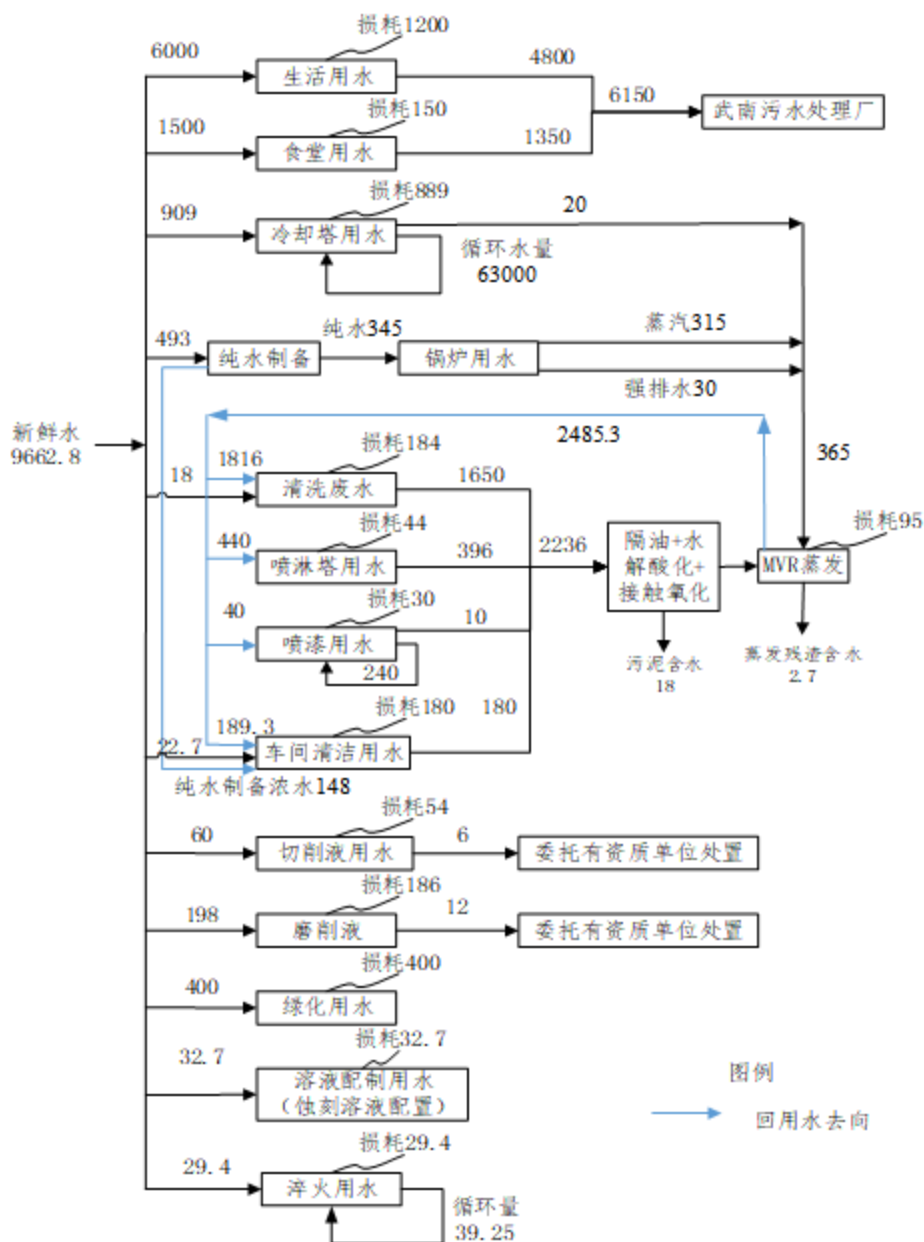 损耗1200
6000
生活用水
4800
6150
武南污水处理厂
损耗150
1500
食堂用水
1350
损耗889
909
冷却塔用水
20
循环水量
63000
493
纯水制备
纯水345
锅炉用水
蒸汽315
强排水30
新鲜水
9662.8
2485.3
365
损耗184
1816
18
清洗废水
1650
损耗44
440
喷淋塔用水
396
2236
隔油+水
解酸化+
接触氧化
损耗95
MVR蒸发
损耗30
40
喷漆用水
10
240
污泥含水
18
蒸发残渣含水
2.7
损耗180
189.3
22.7
车间清洁用水
180
纯水制备浓水148
损耗54
60
切削液用水
6
委托有资质单位处置
损耗186
198
磨削液
12
委托有资质单位处置
损耗400
400
绿化用水
损耗32.7
32.7
溶液配制用水
（蚀刻溶液配置）
图例
回用水去向
损耗29.4
29.4
淬火用水
循环量
39.25